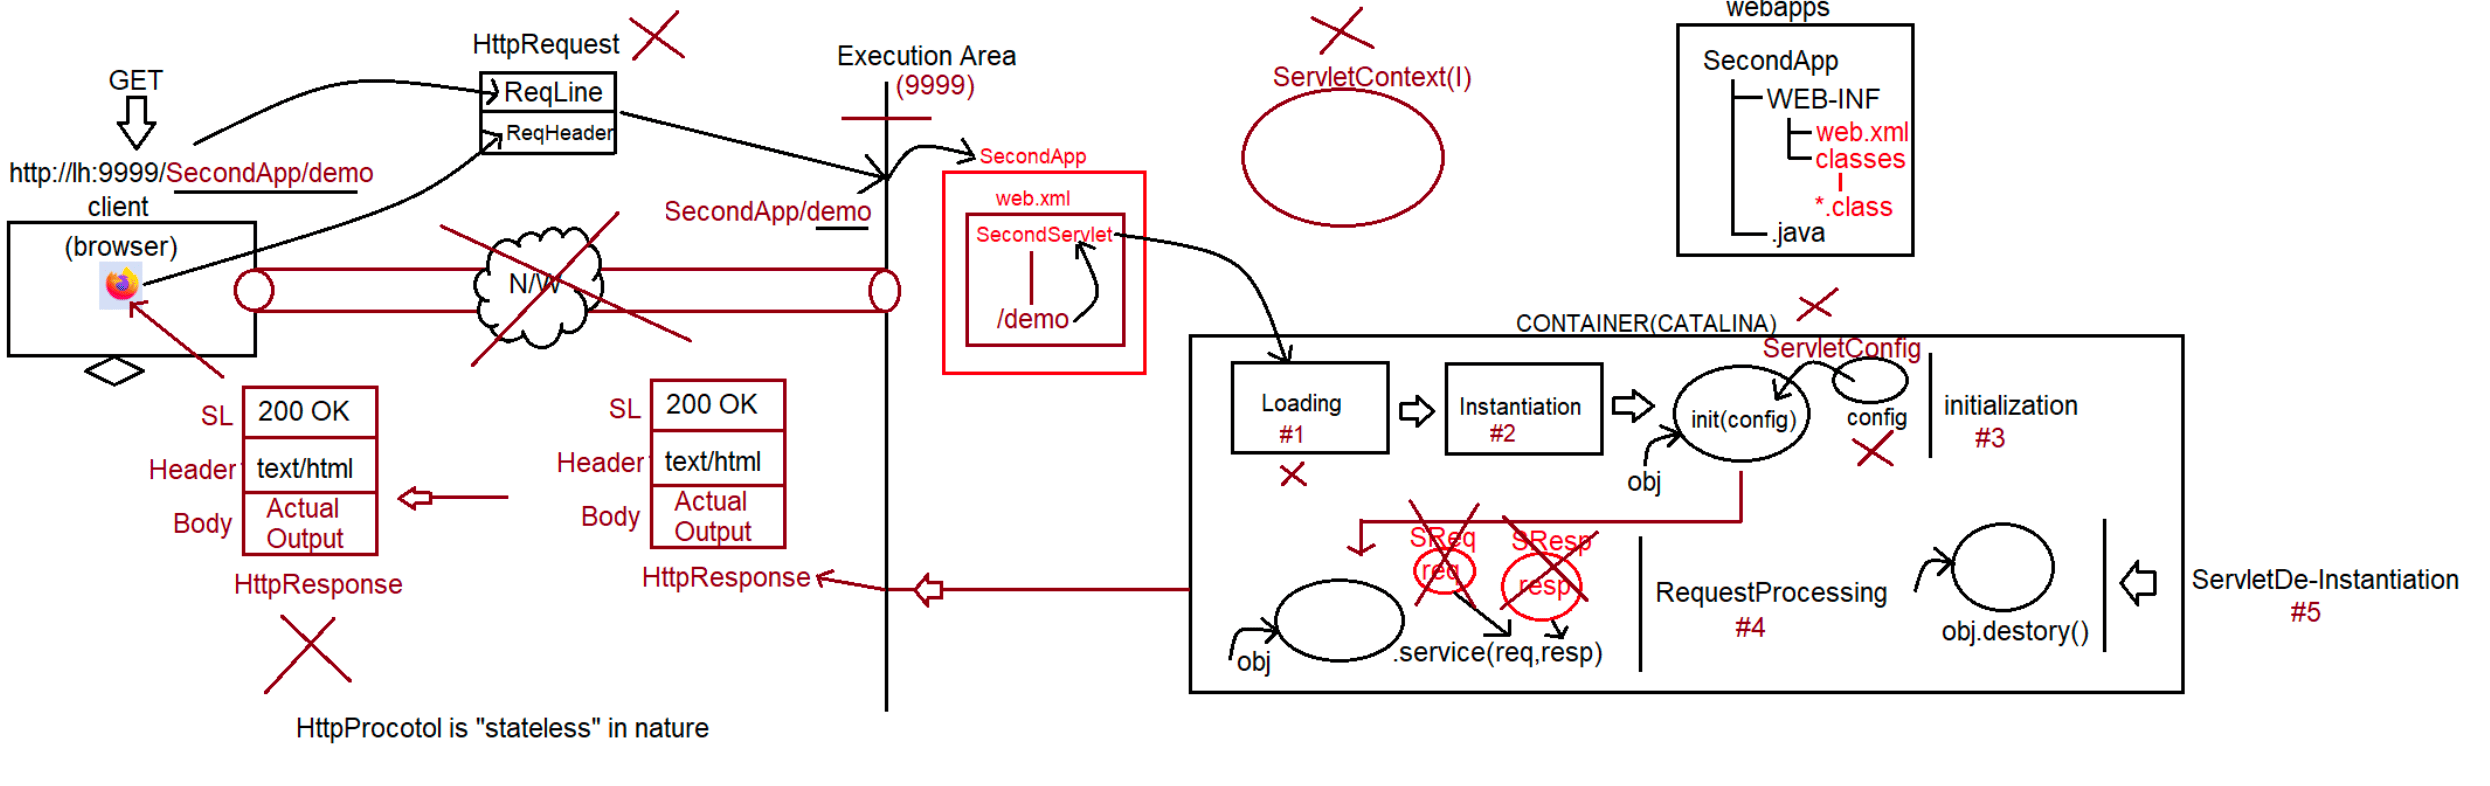 webapps
HttpRequest
Execution Area
(9999)
GET
ReqLine
ReqHeader
http://lh:9999/SecondApp/demo
client
(browser)
N/W
SecondApp/demo
SecondApp
web.xml
SecondServlet
/demo
ServletContext(I)
SecondApp
WEB-INF
web.xml
classes
*.class
.java
CONTAINER(CATALINA)
ServletConfig
Loading
#1
Instantiation
#2
init(config)
config
obj
initialization
#3
SL
200 OK
Header
text/html
Body
Actual
Output
HttpResponse
SL
200 OK
Header
text/html
Body
Actual
Output
HttpResponse
SReq
req
SResp
resp
obj
.service(req,resp)
RequestProcessing
#4
obj.destory()
ServletDe-Instantiation
#5
HttpProcotol is "stateless" in nature